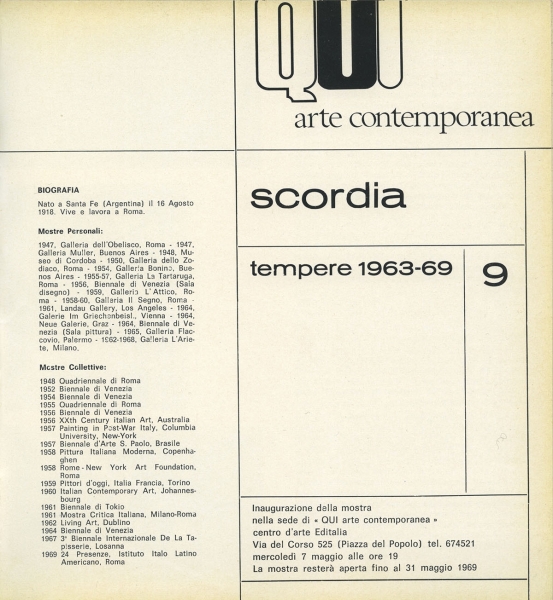 QUI
arte contemporanea
scordia
tempere 1963-69
9
BIOGRAFIA
Nato a Santa Fe (Argentina) il 16 Agosto
1918. Vive e lavora a Roma.
Mostre Personali:
1947, Galleria dell'Obelisco, Roma - 1947,
Galleria Muller, Buenos Aires - 1948, Mu-
seo di Cordoba - 1950, Galleria dello Zo-
diaco, Roma - 1954, Galleria Bonino, Bue-
nos Aires - 1955-57, Galleria La Tartaruga,
Roma - 1956, Biennale di Venezia (Sala
disegno) - 1959, Galleria L'Attico, Ro-
ma - 1958-60, Galleria Il Segno, Roma -
1961, Landau Gallery, Los Angeles - 1964,
Galerie Im Griechenbeisl, Vienna - 1964,
Neue Galerie, Graz - 1964, Biennale di Ve-
nezia (Sala pittura) - 1965, Galleria Flac-
covio, Palermo - 1962-1968, Galleria L'Arie-
te, Milano.
Mostre Collettive:
1948 Quadriennale di Roma
1952 Biennale di Venezia
1954 Biennale di Venezia
1955 Quadriennale di Roma
1956 Biennale di Venezia
1956 XXth Century italian Art, Australia
1957 Painting in Post-War Italy, Columbia
University, New-York
1957 Biennale d'Arte S. Paolo, Brasile
1958 Pittura Italiana Moderna, Copenha-
ghen
1958 Rome - New York Art Foundation,
Roma
1959 Pittori d'oggi, Italia Francia, Torino
1960 Italian Contemporary Art, Johannes-
bourg
1961 Biennale di Tokio
1961 Mostra Critica Italiana, Milano-Roma
1962 Living Art, Dublino
1964 Biennale di Venezia
1967 3ª Biennale Internazionale De La Ta-
pisserie, Losanna
1969 24 Presenze, Istituto Italo Latino
Americano, Roma
Inaugurazione della mostra
nella sede di « QUI arte contemporanea »
centro d'arte Editalia
Via del Corso 525 (Piazza del Popolo) tel. 674521
mercoledì 7 maggio alle ore 19
La mostra resterà aperta fino al 31 maggio 1969